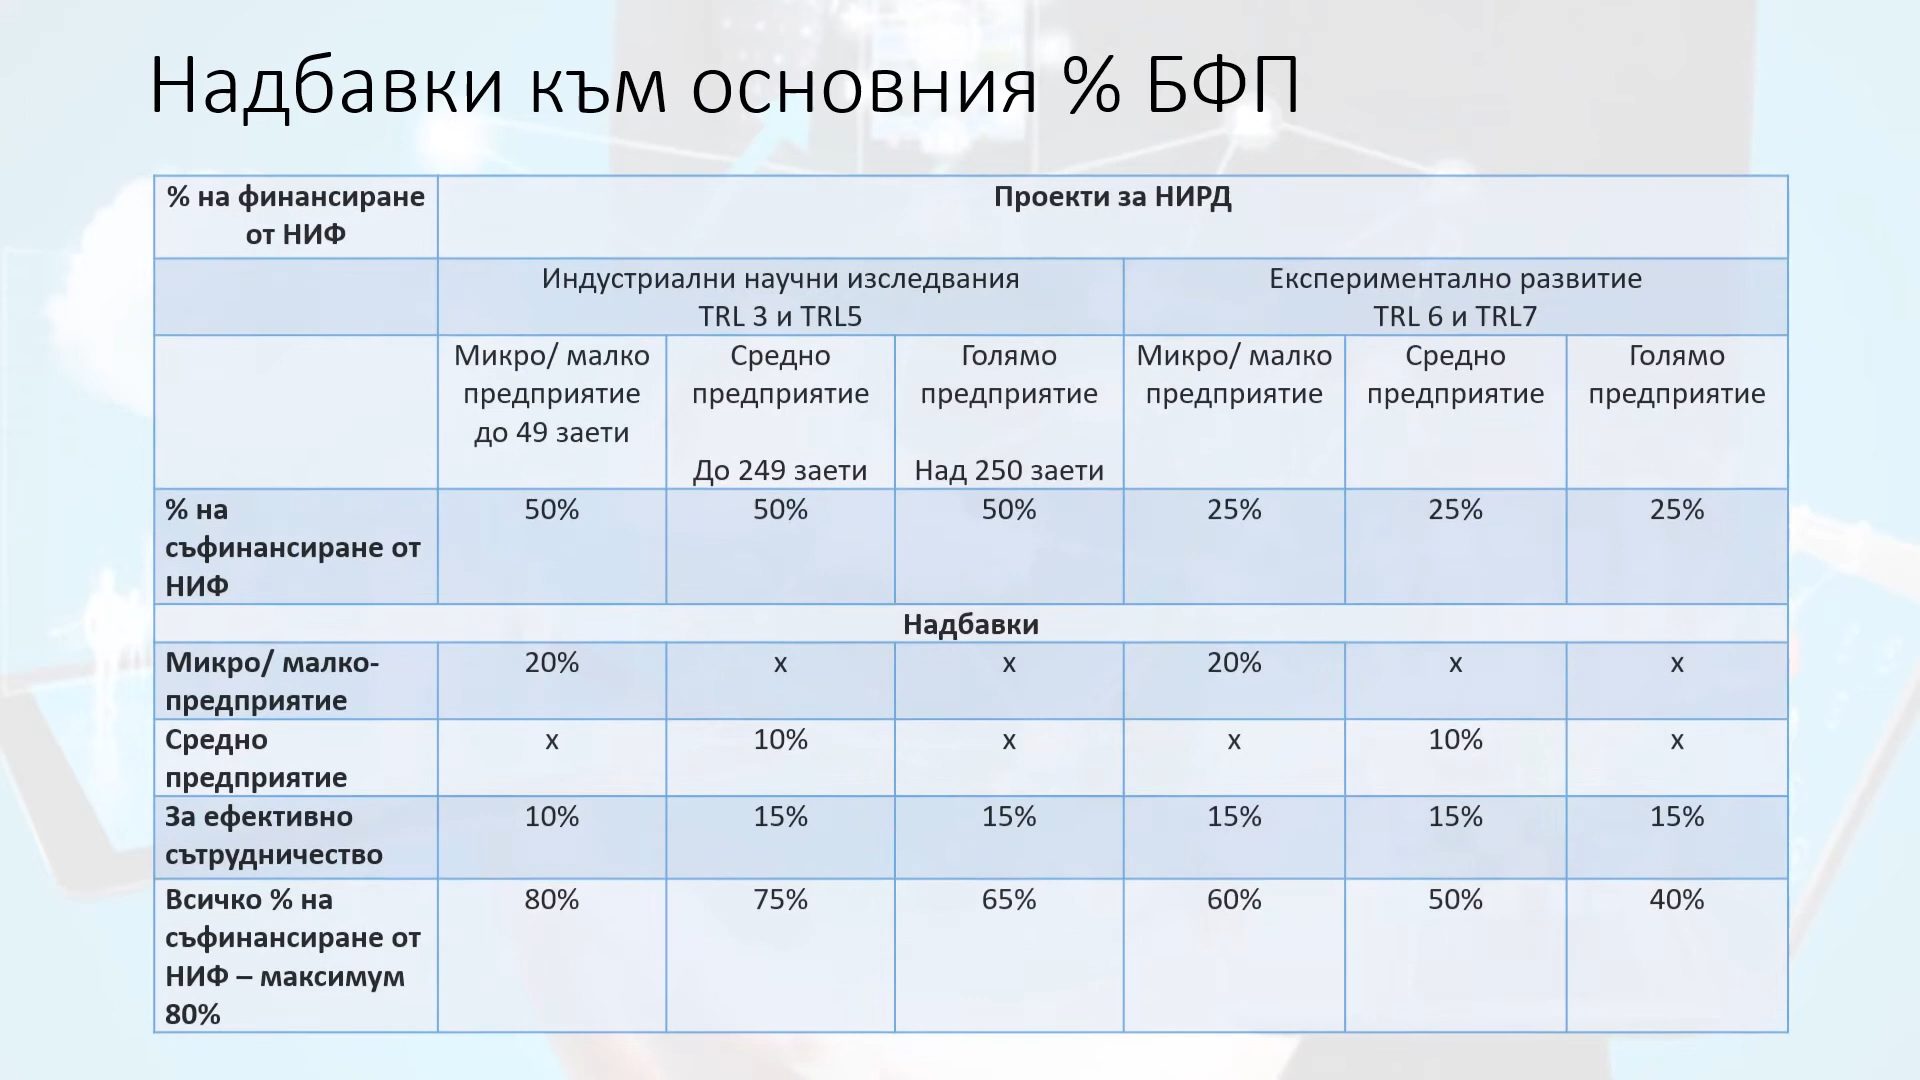 Надбавки към основния % БФП
% на финансиране
от НИФ
Проекти за НИРД
Индустриални научни изследвания
TRL 3 и TRL5
Експериментално развитие
TRL 6 и TRL7
Микро/ малко
предприятие
до 49 заети
Средно
предприятие
До 249 заети
Голямо
предприятие
Над 250 заети
Микро/ малко
предприятие
Средно
предприятие
Голямо
предприятие
% на
съфинансиране от
НИФ
50%
50%
50%
25%
25%
25%
Надбавки
Микро/ малко-
предприятие
20%
х
х
20%
х
х
Средно
предприятие
х
10%
х
х
10%
х
За ефективно
сътрудничество
10%
15%
15%
15%
15%
15%
Всичко % на
съфинансиране от
НИФ – максимум
80%
80%
75%
65%
60%
50%
40%